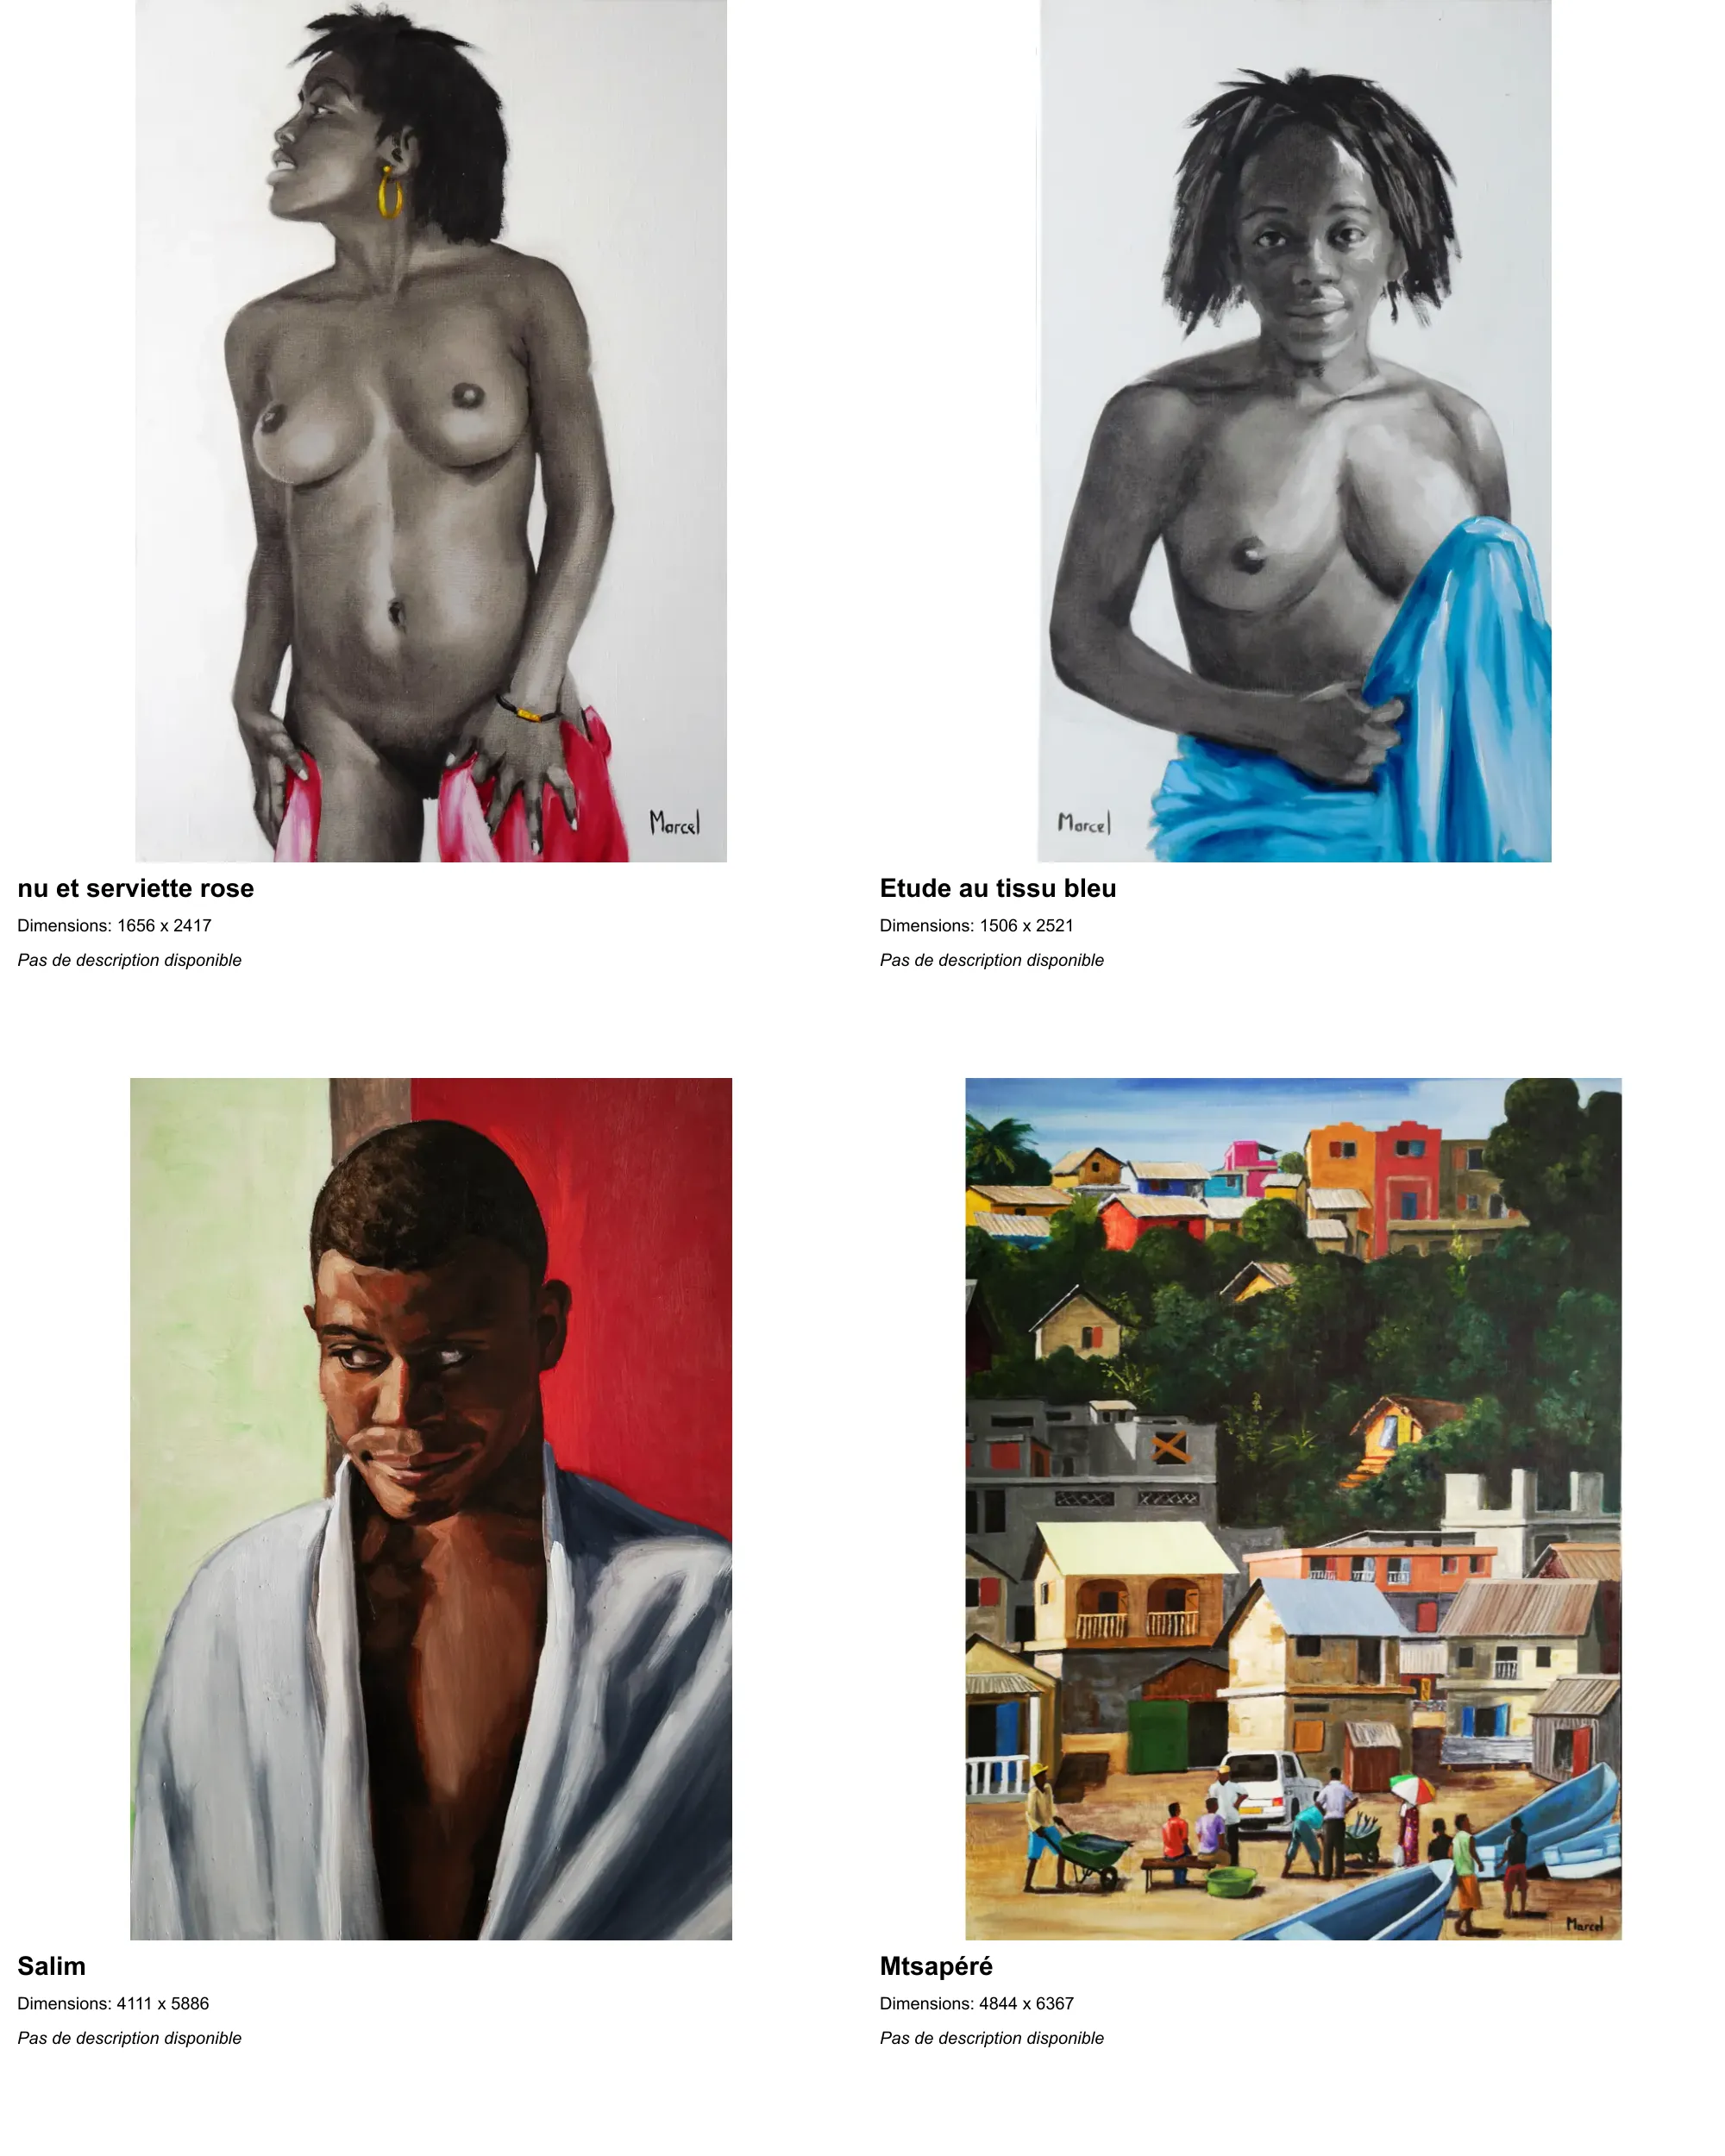 Marcel
Marcel
nu et serviette rose
Dimensions: 1656 x 2417
Pas de description disponible
Etude au tissu bleu
Dimensions: 1506 x 2521
Pas de description disponible
Marcel
Salim
Dimensions: 4111 x 5886
Pas de description disponible
Mtsapéré
Dimensions: 4844 x 6367
Pas de description disponible